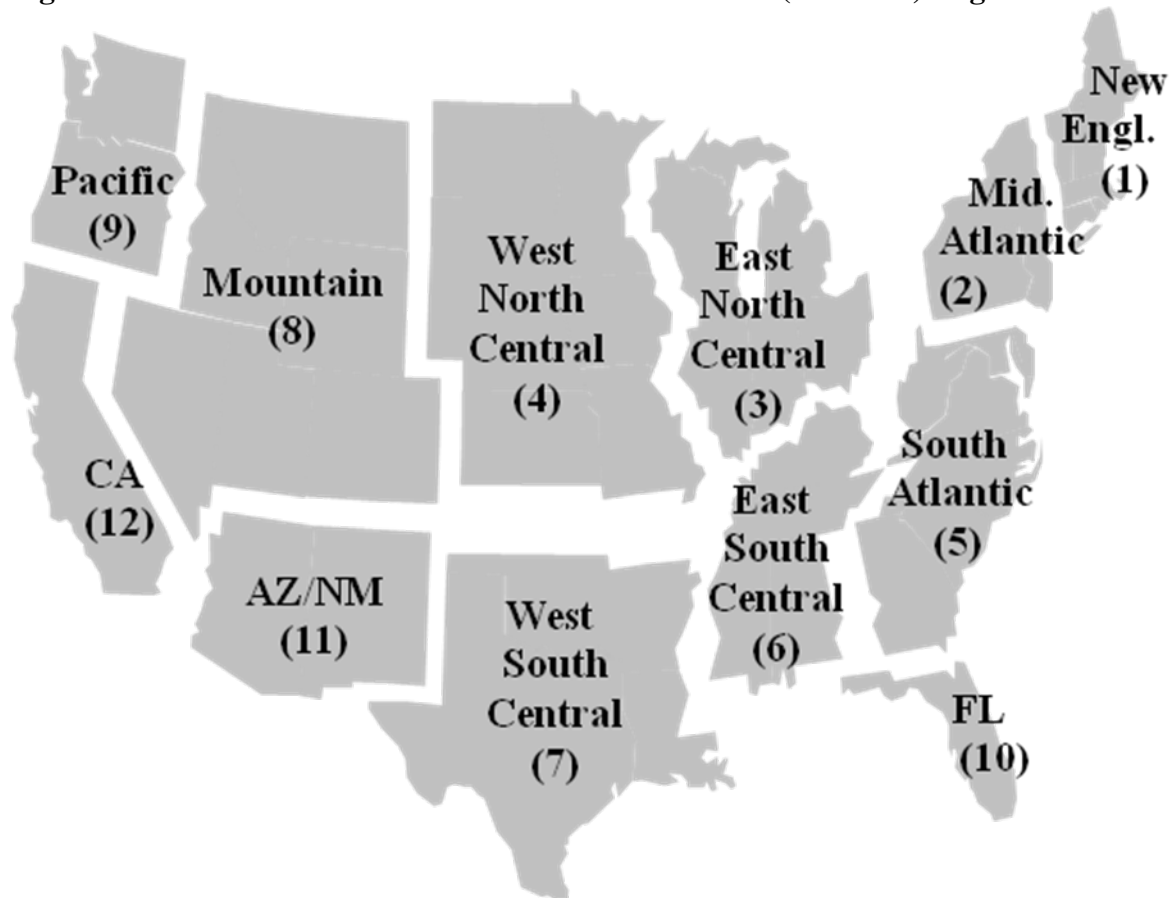 New
Engl.
(1)
Pacific
(9)
Mid.
Atlantic
(2)
Mountain
(8)
West
North
Central
(4)
East
North
Central
(3)
CA
(12)
South
Atlantic
(5)
East
South
Central
(6)
AZ/NM
(11)
West
South
Central
(7)
FL
(10)